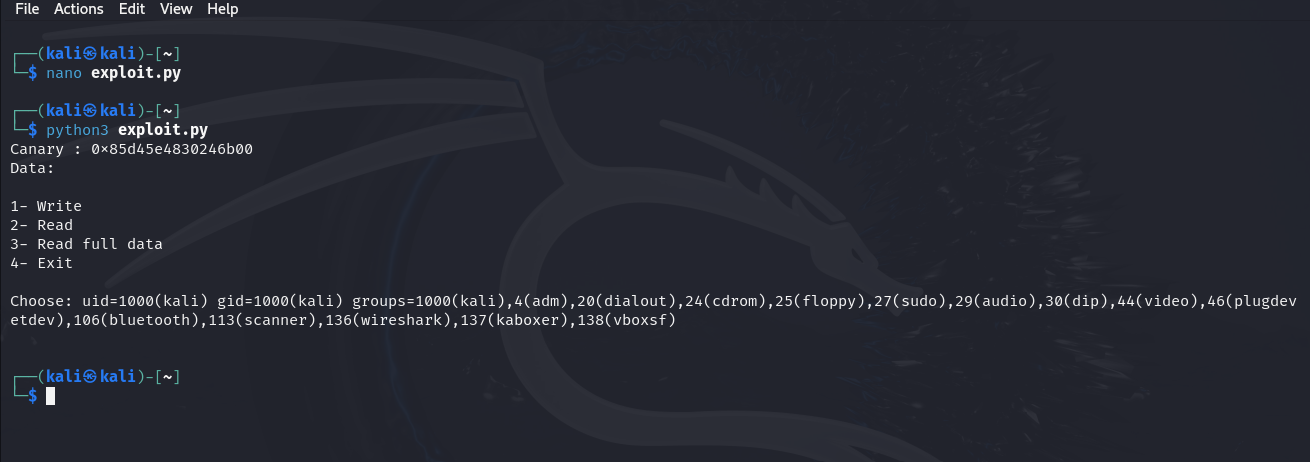 File Actions Edit View Help
┌──(kali㉿kali)-[~]
└─$ nano exploit.py
┌──(kali㉿kali)-[~]
└─$ python3 exploit.py
Canary : 0×85d45e4830246b00
Data:
1- Write
2- Read
3- Read full data
4- Exit
Choose: uid=1000(kali) gid=1000(kali) groups=1000(kali),4(adm),20(dialout),24(cdrom),25(floppy),27(sudo),29(audio),30(dip),44(video),46(plugdev
etdev),106(bluetooth),113(scanner),136(wireshark),137(kaboxer),138(vboxsf)
┌──(kali㉿kali)-[~]
└─$